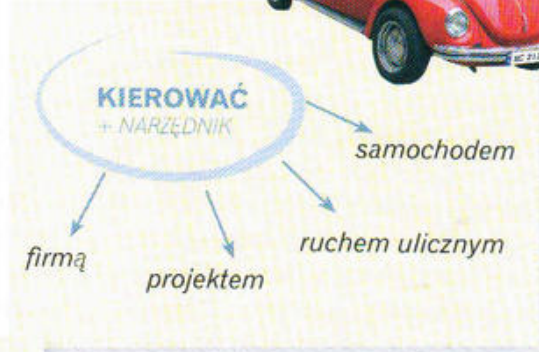 KIEROWAĆ
+ NARZĘDNIK
samochodem
ruchem ulicznym
firmą
projektem